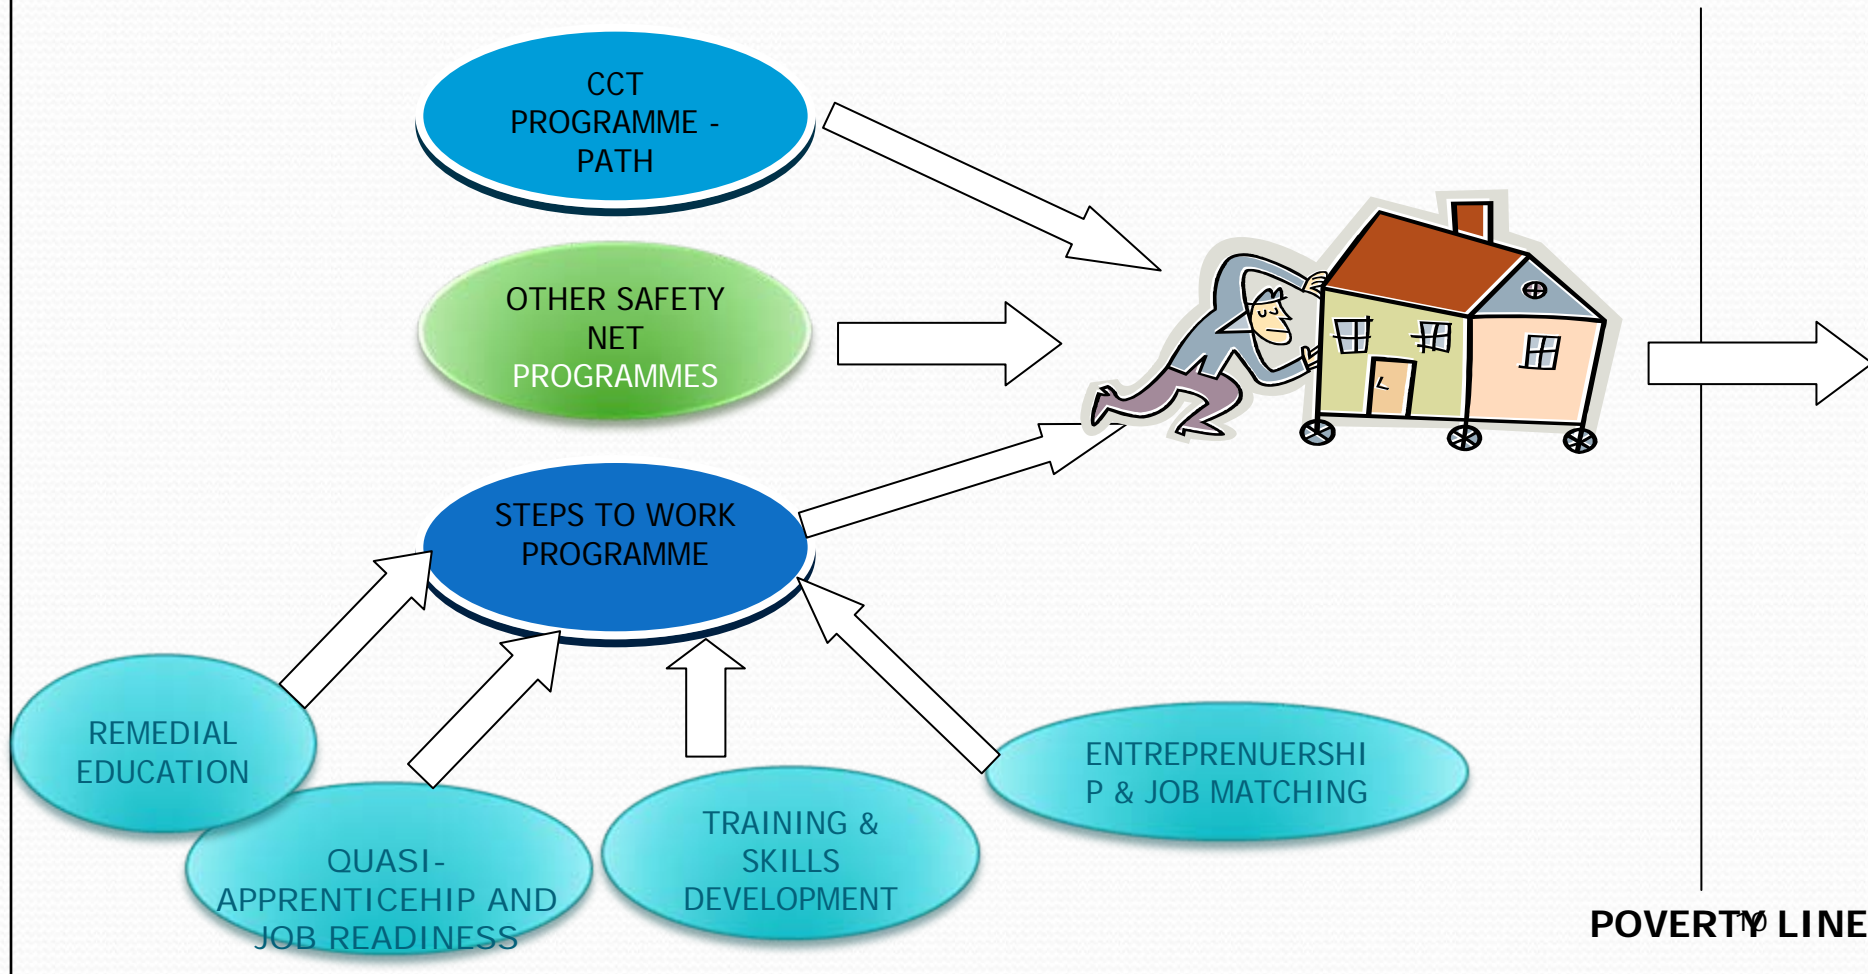 CCT
PROGRAMME -
PATH
OTHER SAFETY
NET
PROGRAMMES
STEPS TO WORK
PROGRAMME
REMEDIAL
EDUCATION
QUASI-
APPRENTICEHIP AND
JOB READINESS
TRAINING &
SKILLS
DEVELOPMENT
ENTREPRENUERSHI
P & JOB MATCHING
POVERTY LINE
10